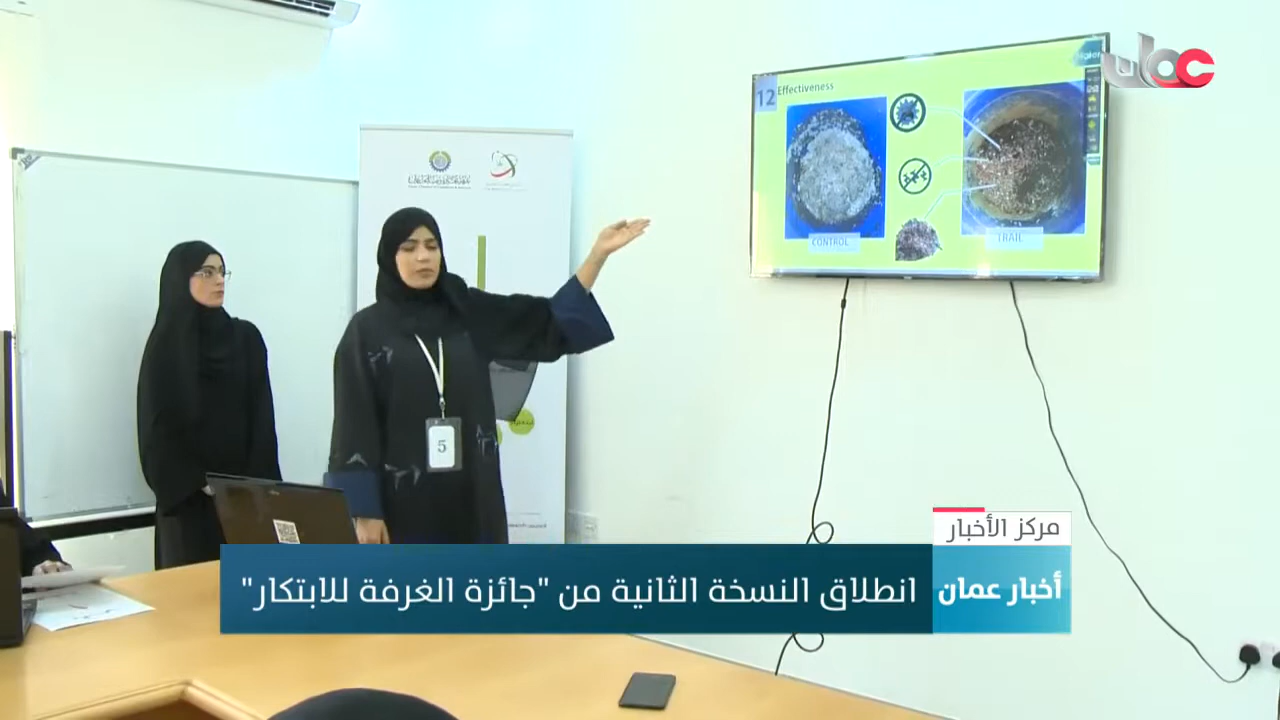 12
Effectiveness
CONTROL
TRAIL
5
مركز الأخبار
أخبار عمان
انطلاق النسخة الثانية من "جائزة الغرفة للابتكار"